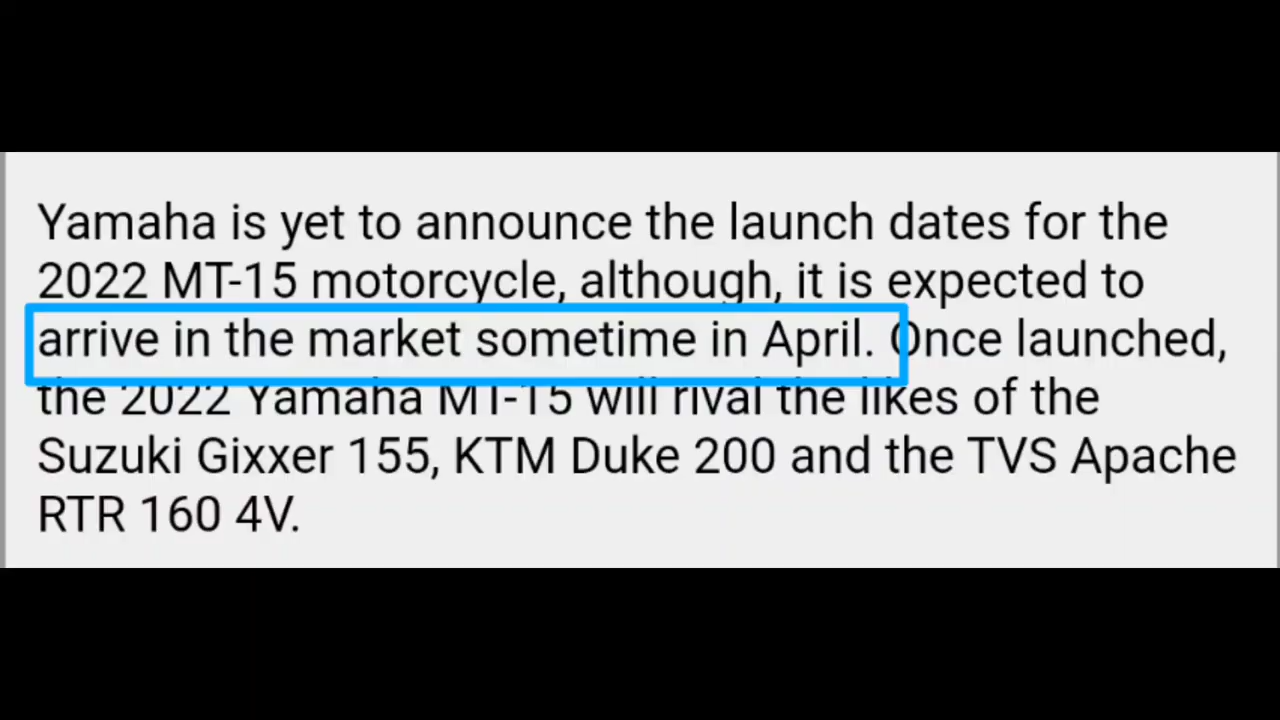 Yamaha is yet to announce the launch dates for the
2022 MT-15 motorcycle, although, it is expected to
arrive in the market sometime in April. Once launched,
the 2022 Yamaha MT-15 will rival the likes of the
Suzuki Gixxer 155, KTM Duke 200 and the TVS Apache
RTR 160 4V.